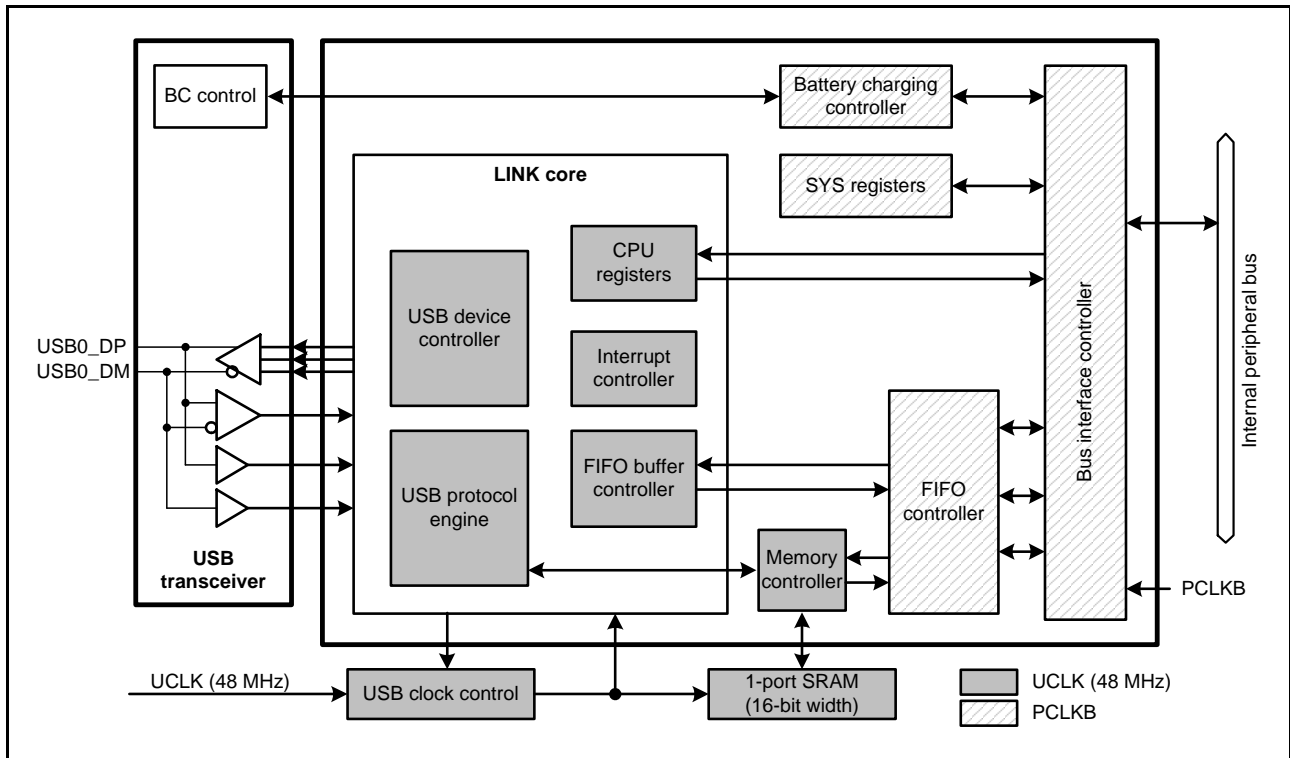 BC control
Battery charging
controller
LINK core
SYS registers
CPU
registers
USB device
controller
Interrupt
controller
USB0_DP
USB0_DM
FIFO buffer
controller
USB protocol
engine
FIFO
controller
Memory
controller
Bus interface controller
Internal peripheral bus
USB
transceiver
PCLKB
UCLK (48 MHz)
USB clock control
1-port SRAM
(16-bit width)
UCLK (48 MHz)
PCLKB